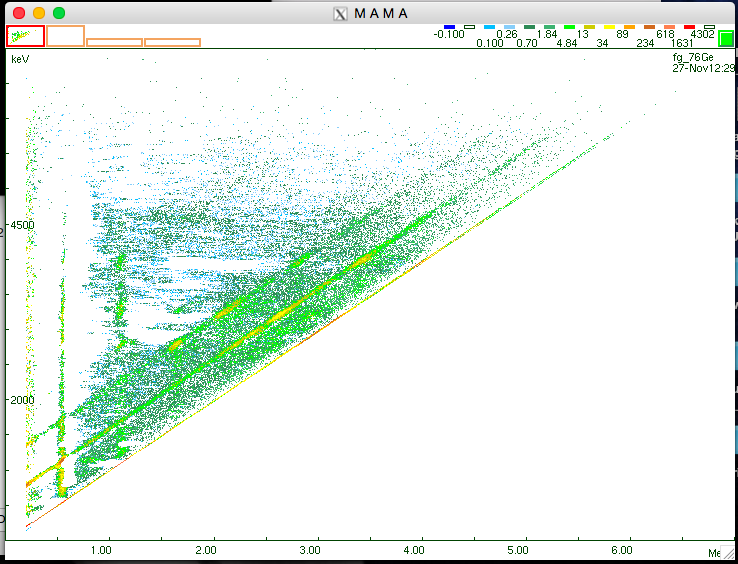 X MAMA
-0.100 0.26 1.84 13 89 618 4302
0.100 0.70 4.84 34 234 1631
keV
fg_76Ge
27-Nov12:29
4500
2000
1.00 2.00 3.00 4.00 5.00 6.00